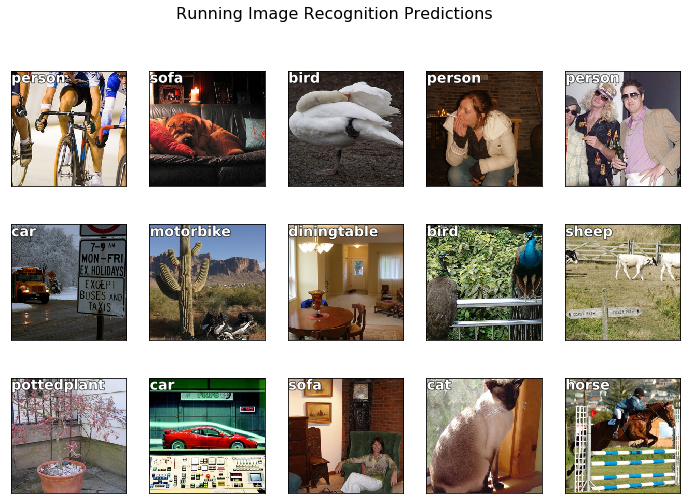 Running Image Recognition Predictions
person
sofa
bird
person
person
car
motorbike
diningtable
bird
sheep
7-9 AM
MON-FRI
EX. HOLIDAYS
EXCEPT
BUSES AND
TAXIS
pottedplant
car
sofa
cat
horse